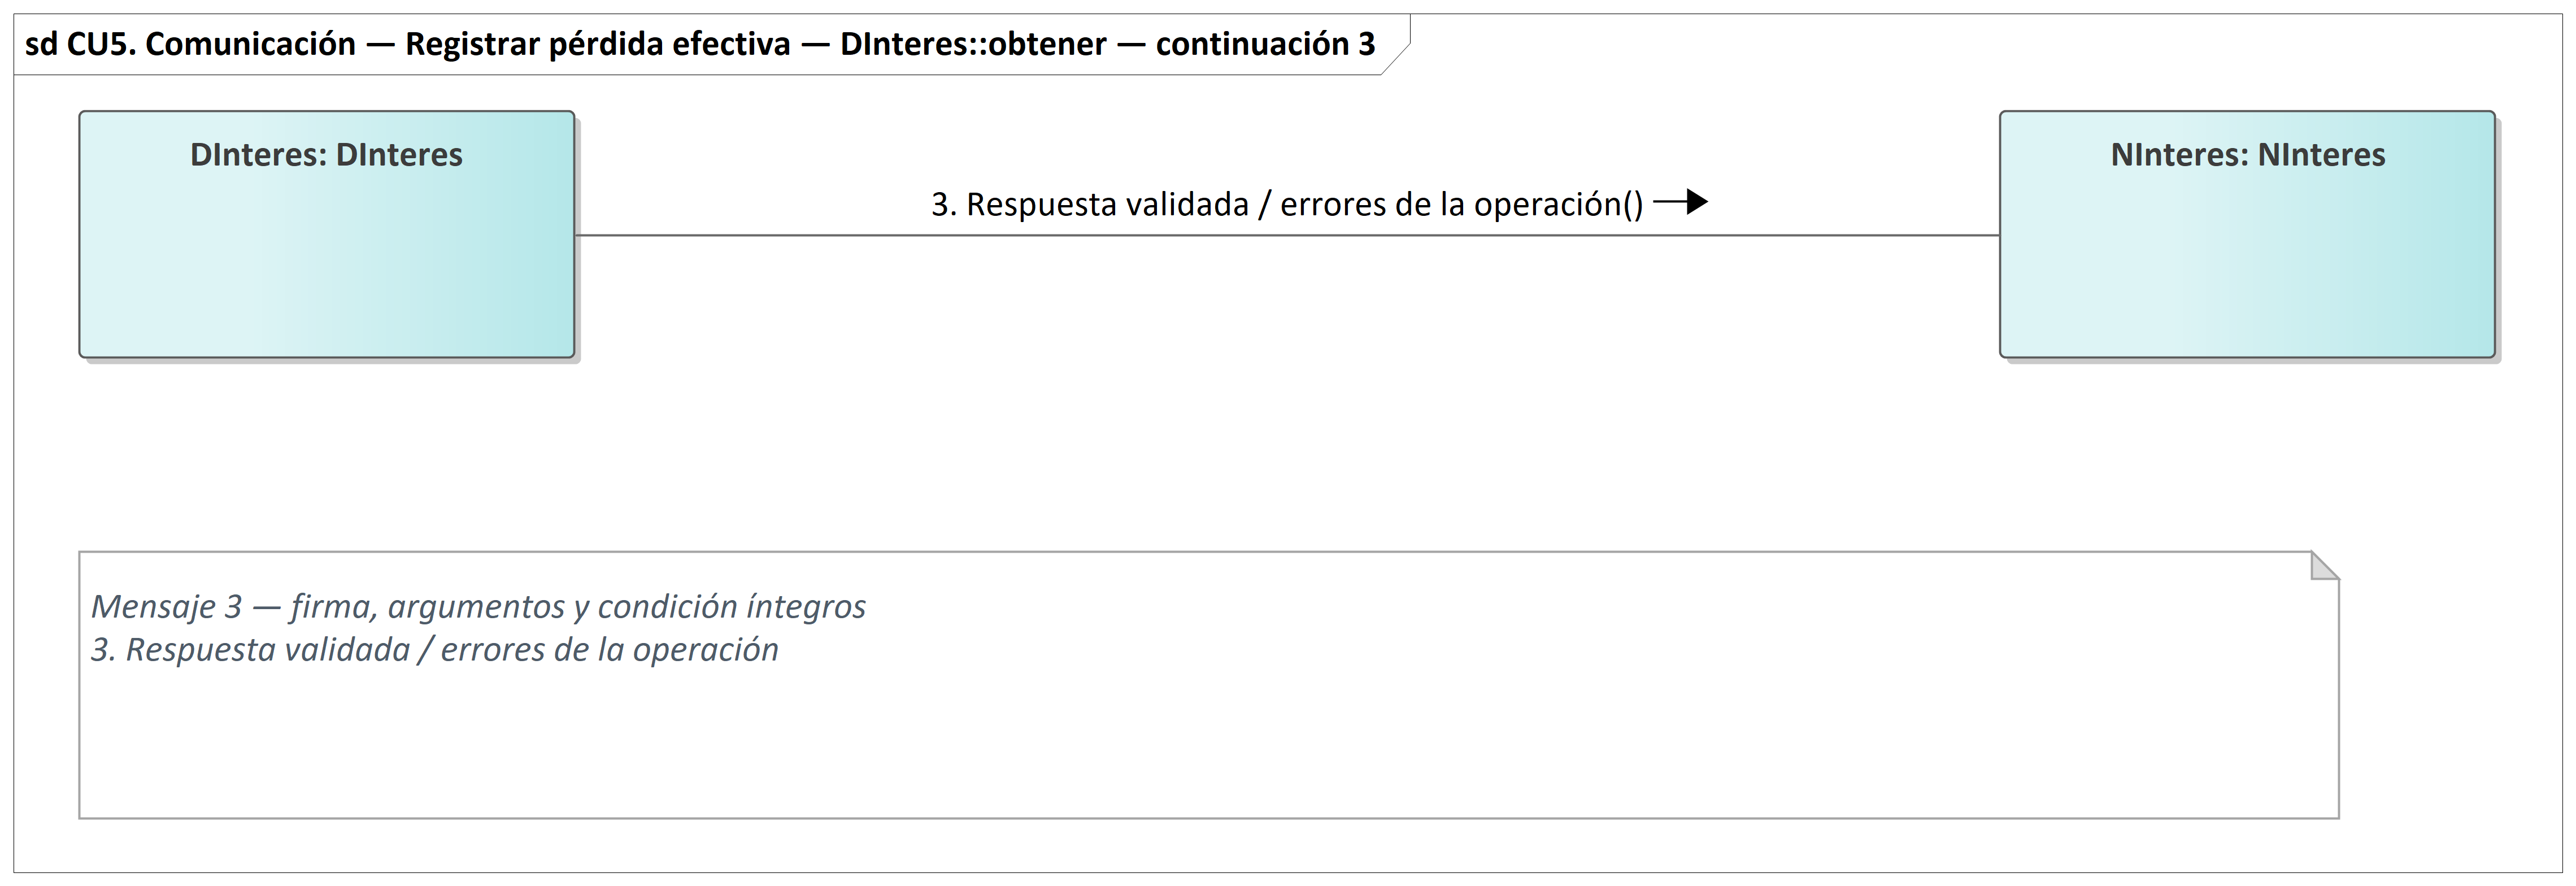 sd CU5. Comunicación — Registrar pérdida efectiva — DInteres::obtener — continuación 3
DInteres: DInteres
NInteres: NInteres
3. Respuesta validada / errores de la operación()
Mensaje 3 — firma, argumentos y condición íntegros
3. Respuesta validada / errores de la operación